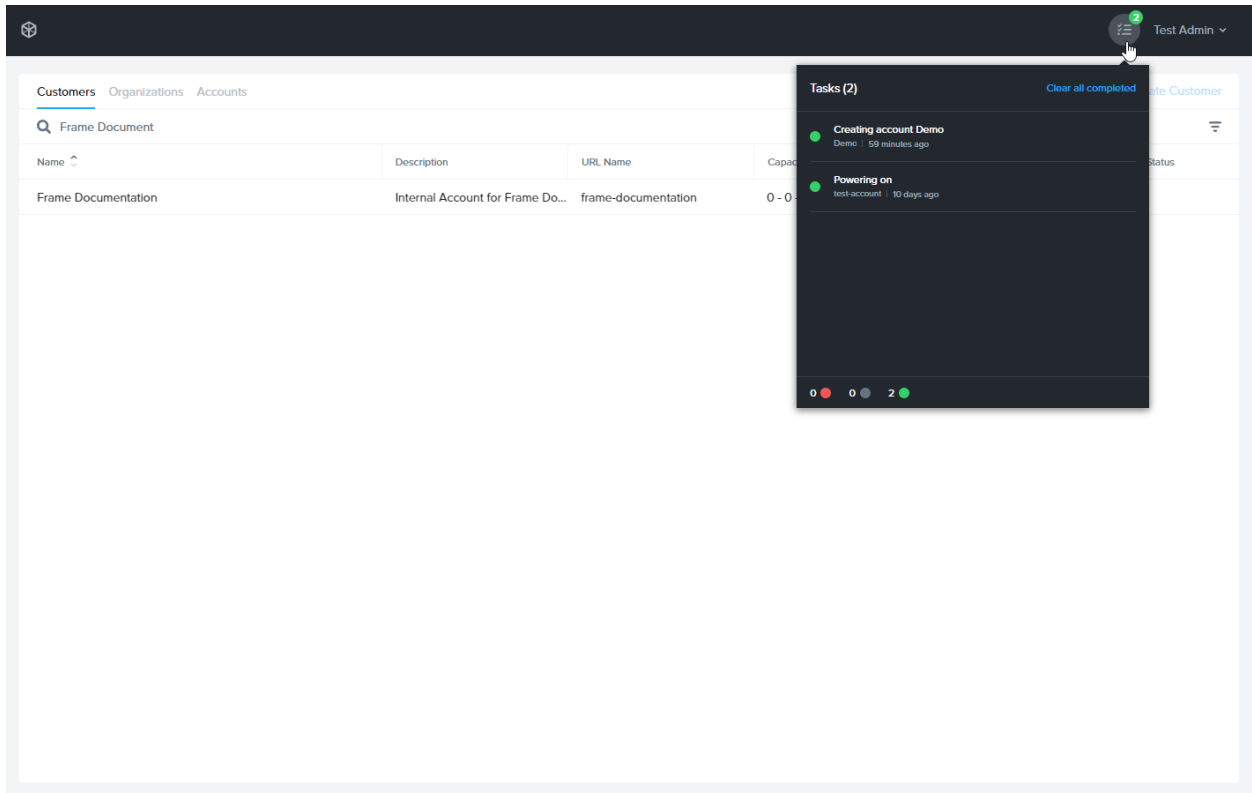 2
Test Admin
Customers Organizations Accounts
Tasks (2) Clear all completed
Customer
Frame Document
Creating account Demo
Demo | 59 minutes ago
Name Description URL Name Status
Powering on
test-account | 10 days ago
Frame Documentation Internal Account for Frame Do... frame-documentation 0 - 0
0 0 2